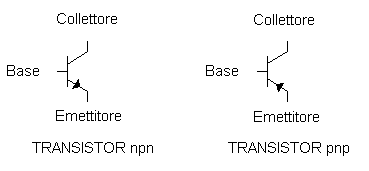 Collettore Collettore
Base Base
Emettitore Emettitore
TRANSISTOR npn TRANSISTOR pnp